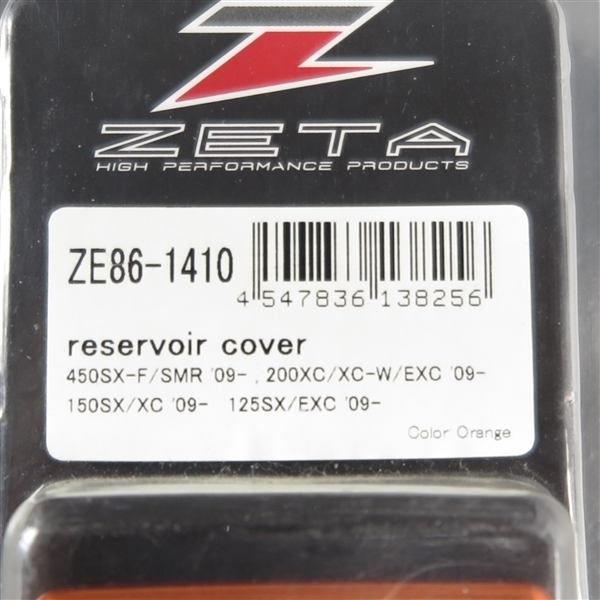 ZETA
HIGH PERFORMANCE PRODUCTS
ZE86-1410
4 547836 138256
reservoir cover
450SX-F/SMR '09- , 200XC/XC-W/EXC '09-
150SX/XC '09- 125SX/EXC '09-
Color Orange